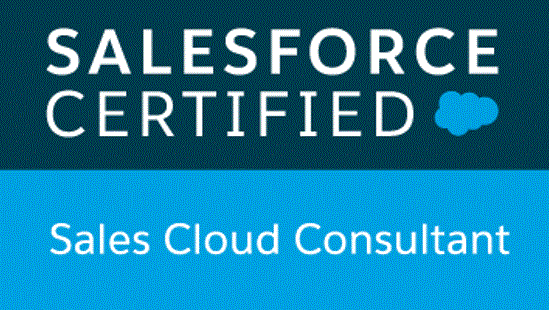 SALESFORCE
CERTIFIED
Sales Cloud Consultant